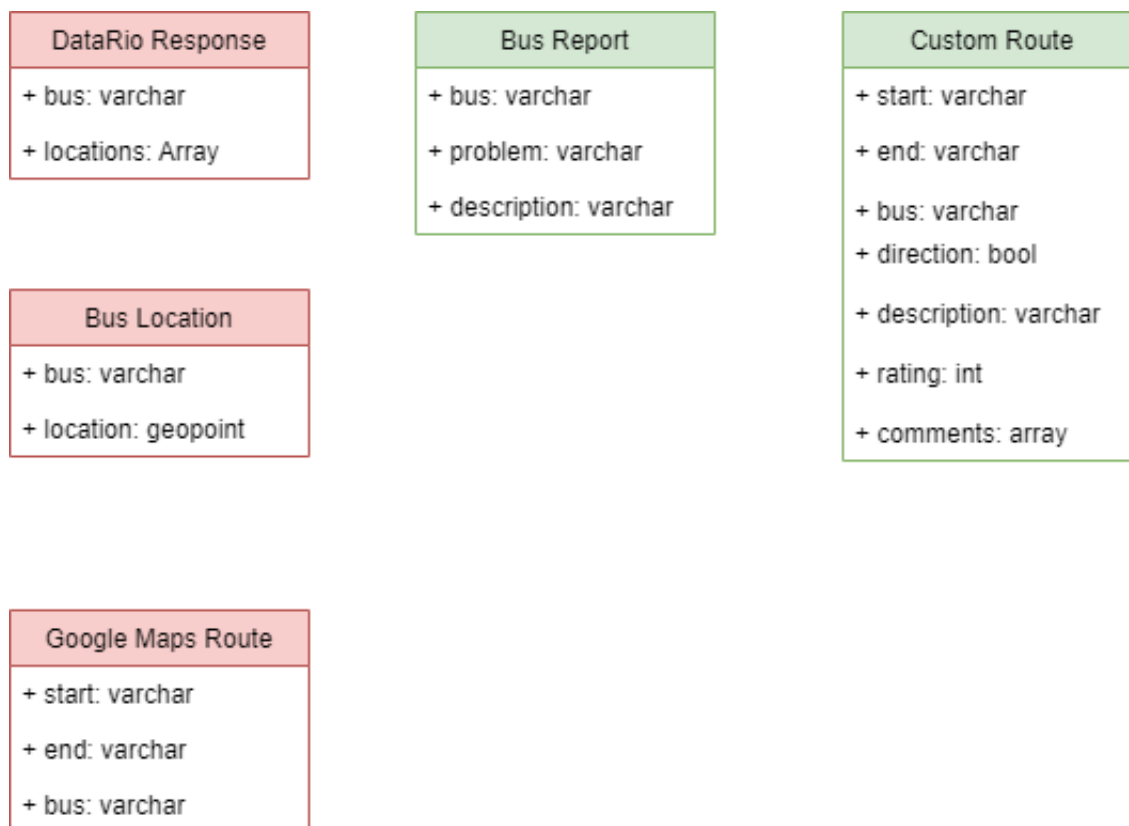 DataRio Response
+ bus: varchar
+ locations: Array
Bus Location
+ bus: varchar
+ location: geopoint
Google Maps Route
+ start: varchar
+ end: varchar
+ bus: varchar
Bus Report
+ bus: varchar
+ problem: varchar
+ description: varchar
Custom Route
+ start: varchar
+ end: varchar
+ bus: varchar
+ direction: bool
+ description: varchar
+ rating: int
+ comments: array